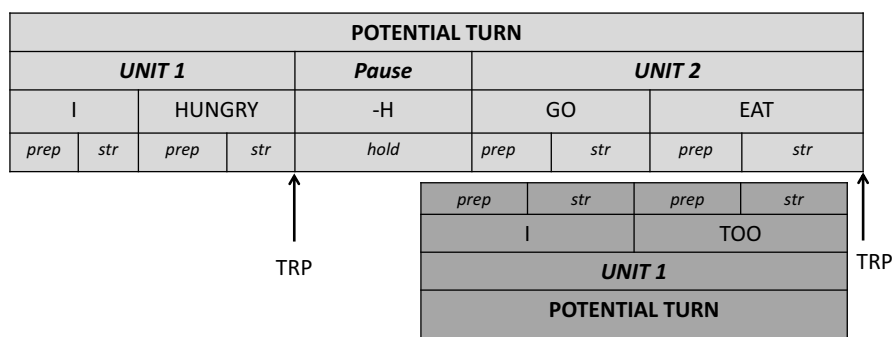 POTENTIAL TURN
UNIT 1 Pause UNIT 2
I HUNGRY -H GO EAT
prep str prep str hold prep str prep str
prep str prep str
I TOO
TRP TRP
UNIT 1
POTENTIAL TURN